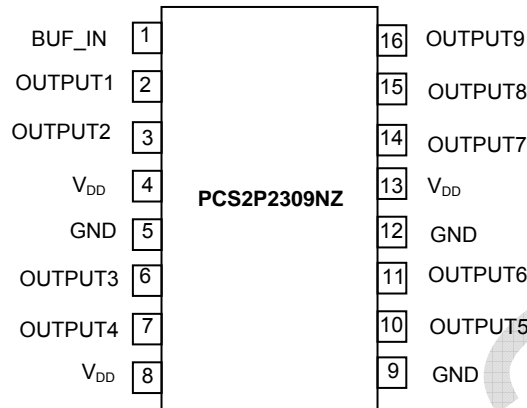 BUF_IN 1 16 OUTPUT9
OUTPUT1 2 15 OUTPUT8
OUTPUT2 3 14 OUTPUT7
VDD 4 13 VDD
PCS2P2309NZ
GND 5 12 GND
OUTPUT3 6 11 OUTPUT6
OUTPUT4 7 10 OUTPUT5
VDD 8 9 GND